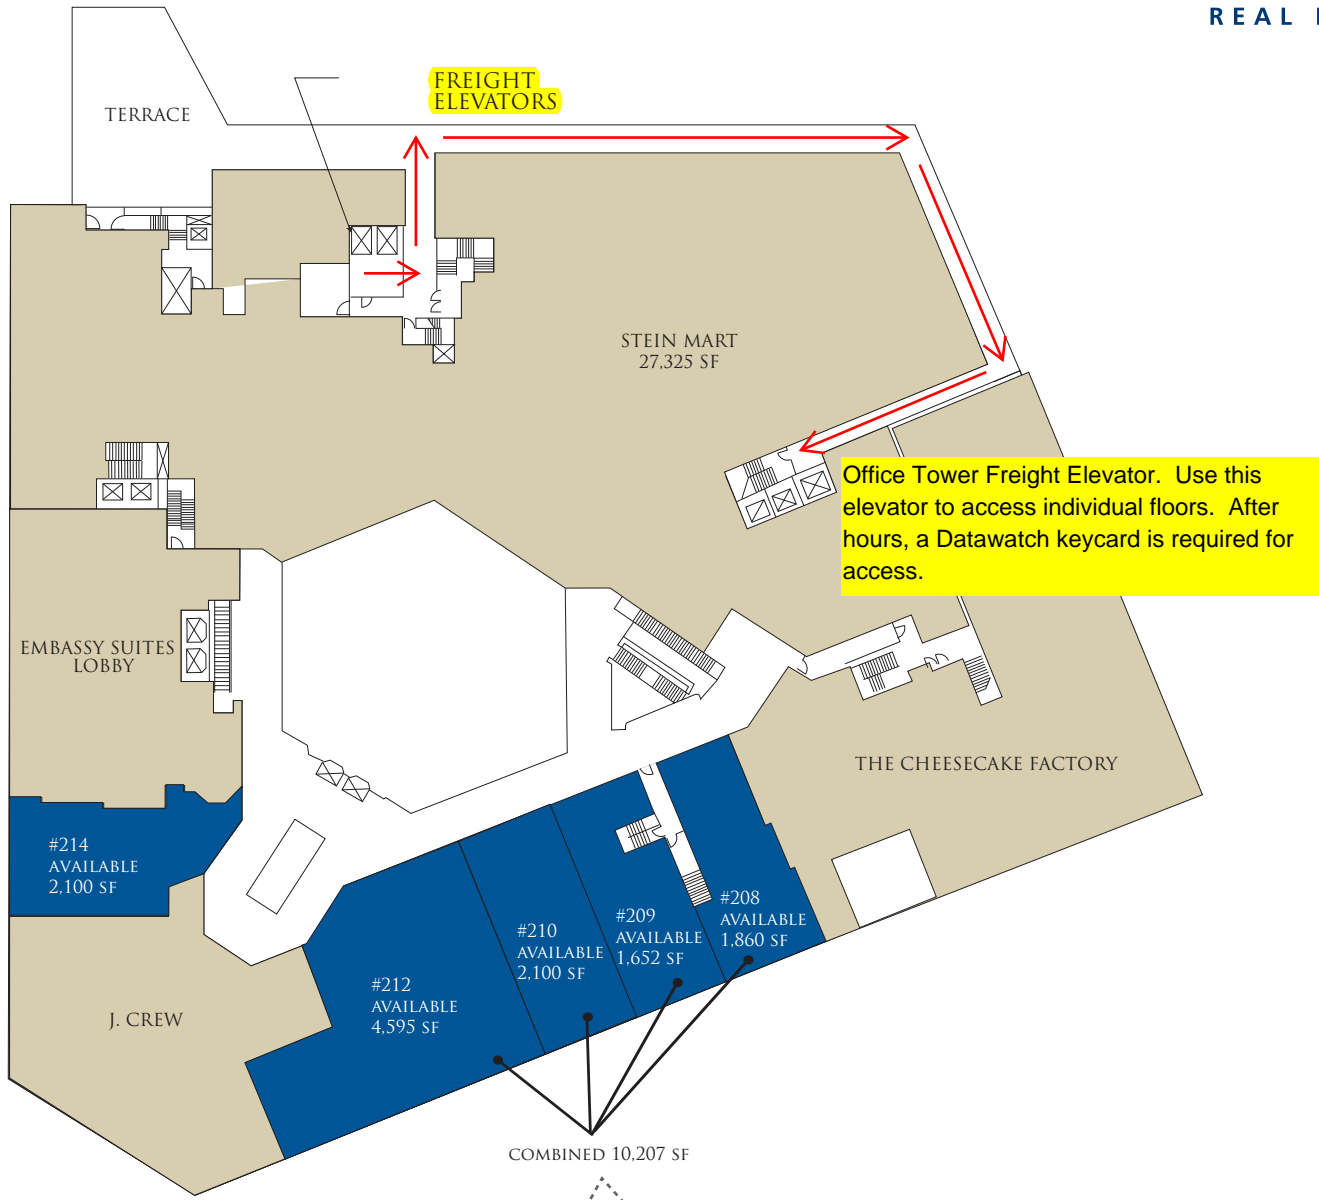 REAL
FREIGHT
ELEVATORS
TERRACE
STEIN MART
27,325 SF
Office Tower Freight Elevator.  Use this
elevator to access individual floors.  After
hours, a Datawatch keycard is required for
access.
EMBASSY SUITES
LOBBY
THE CHEESECAKE FACTORY
#214
AVAILABLE
2,100 SF
#208
AVAILABLE
1,860 SF
#209
AVAILABLE
1,652 SF
#210
AVAILABLE
2,100 SF
#212
AVAILABLE
4,595 SF
J. CREW
COMBINED 10,207 SF